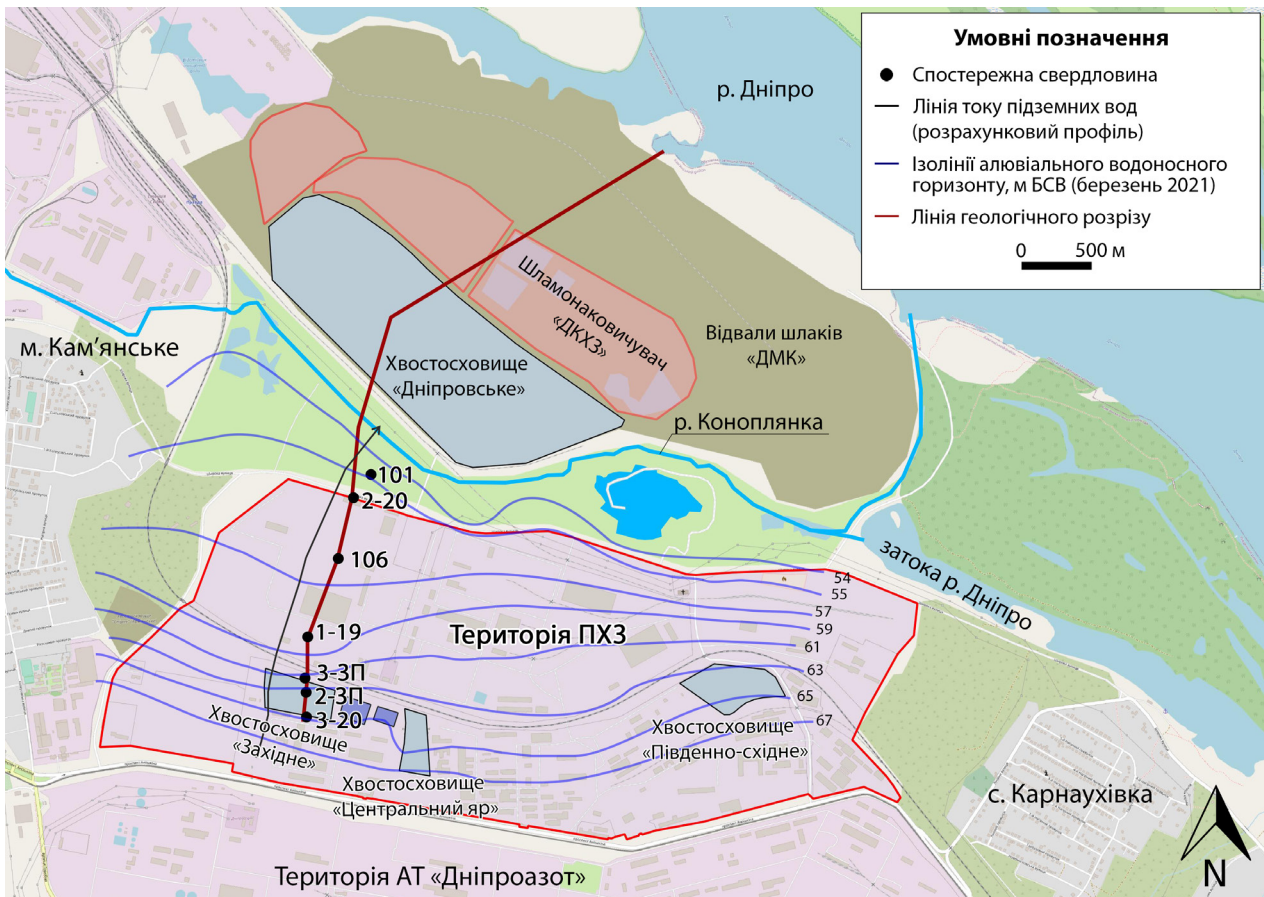 Умовні позначення
Спостережна свердловина
Лінія току підземних вод
(розрахунковий профіль)
Ізолінії алювіального водоносного
горизонту, м БСВ (березень 2021)
Лінія геологічного розрізу
0 500 м
р. Дніпро
Шламонаковичувач
«ДКХЗ»
Відвали шлаків
«ДМК»
м. Кам’янське
Хвостосховище
«Дніпровське»
р. Коноплянка
101
2-20
106
затока р. Дніпро
54
55
57
59
61
63
65
67
1-19
Територія ПХЗ
3-3П
2-3П
3-20
Хвостосховище
«Західне»
Хвостосховище
«Центральний яр»
Хвостосховище
«Південно-східне»
с. Карнаухівка
Територія АТ «Дніпроазот»
N